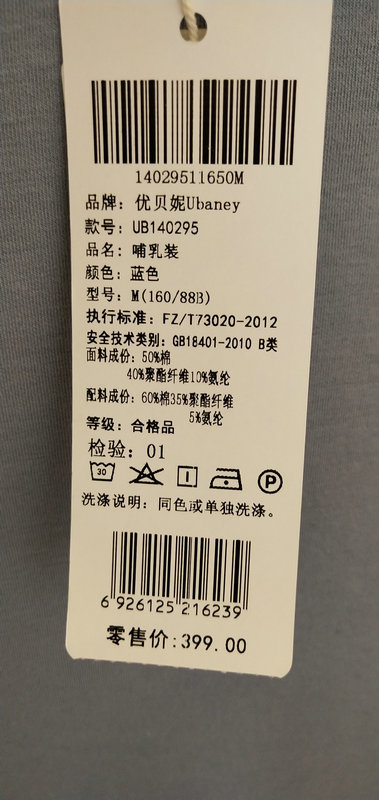 14029511650M
品牌：优贝妮Ubaney
款号：UB140295
品名：哺乳装
颜色：蓝色
型号：M(160/88B)
执行标准：FZ/T73020-2012
安全技术类别：GB18401-2010 B类
面料成份：50%棉
40%聚酯纤维10%氨纶
配料成份：60%棉35%聚酯纤维
5%氨纶
等级：合格品
检验：01
30 P
洗涤说明：同色或单独洗涤。
6 926125 216239
零售价:399.00